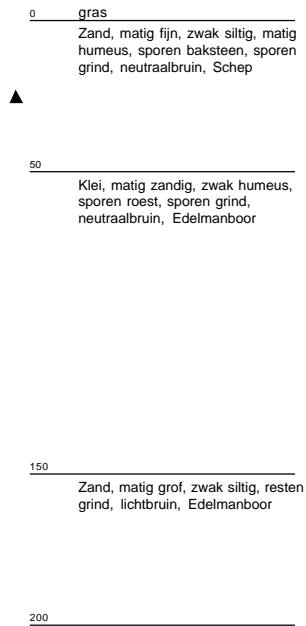 0 gras
Zand, matig fijn, zwak siltig, matig
humeus, sporen baksteen, sporen
grind, neutraalbruin, Schep
50
Klei, matig zandig, zwak humeus,
sporen roest, sporen grind,
neutraalbruin, Edelmanboor
150
Zand, matig grof, zwak siltig, resten
grind, lichtbruin, Edelmanboor
200